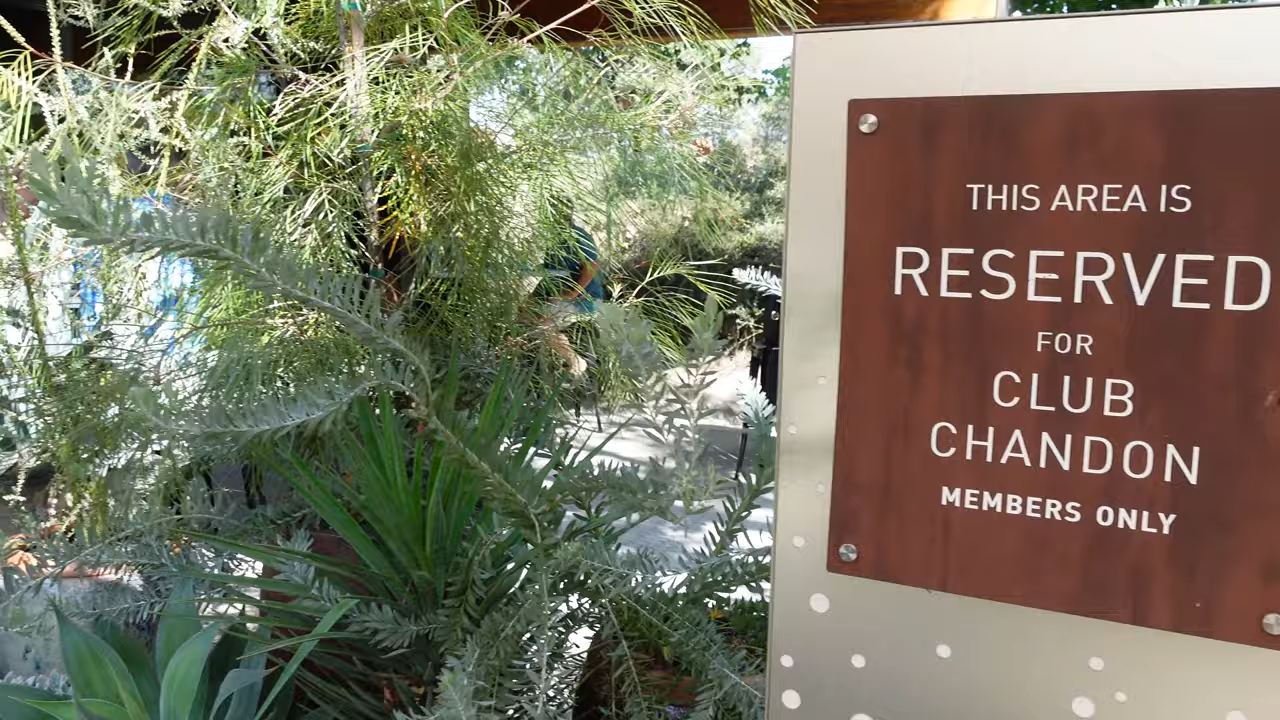 THIS AREA IS
RESERVED
FOR
CLUB
CHANDON
MEMBERS ONLY